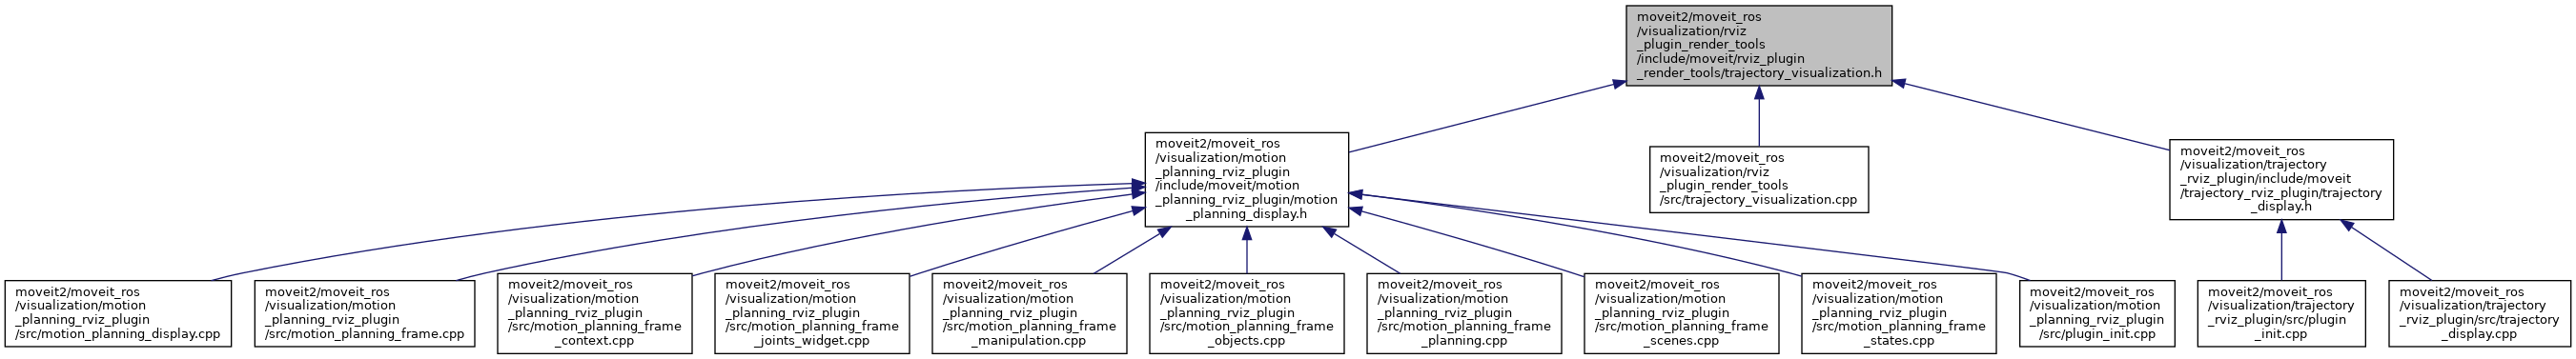 moveit2/moveit_ros
/visualization/rviz
_plugin_render_tools
/include/moveit/rviz_plugin
_render_tools/trajectory_visualization.h
moveit2/moveit_ros
/visualization/motion
_planning_rviz_plugin
/include/moveit/motion
_planning_rviz_plugin/motion
_planning_display.h
moveit2/moveit_ros
/visualization/rviz
_plugin_render_tools
/src/trajectory_visualization.cpp
moveit2/moveit_ros
/visualization/trajectory
_rviz_plugin/include/moveit
/trajectory_rviz_plugin/trajectory
_display.h
moveit2/moveit_ros
/visualization/motion
_planning_rviz_plugin
/src/motion_planning_display.cpp
moveit2/moveit_ros
/visualization/motion
_planning_rviz_plugin
/src/motion_planning_frame.cpp
moveit2/moveit_ros
/visualization/motion
_planning_rviz_plugin
/src/motion_planning_frame
_context.cpp
moveit2/moveit_ros
/visualization/motion
_planning_rviz_plugin
/src/motion_planning_frame
_joints_widget.cpp
moveit2/moveit_ros
/visualization/motion
_planning_rviz_plugin
/src/motion_planning_frame
_manipulation.cpp
moveit2/moveit_ros
/visualization/motion
_planning_rviz_plugin
/src/motion_planning_frame
_objects.cpp
moveit2/moveit_ros
/visualization/motion
_planning_rviz_plugin
/src/motion_planning_frame
_planning.cpp
moveit2/moveit_ros
/visualization/motion
_planning_rviz_plugin
/src/motion_planning_frame
_scenes.cpp
moveit2/moveit_ros
/visualization/motion
_planning_rviz_plugin
/src/motion_planning_frame
_states.cpp
moveit2/moveit_ros
/visualization/motion
_planning_rviz_plugin
/src/plugin_init.cpp
moveit2/moveit_ros
/visualization/trajectory
_rviz_plugin/src/plugin
_init.cpp
moveit2/moveit_ros
/visualization/trajectory
_rviz_plugin/src/trajectory
_display.cpp